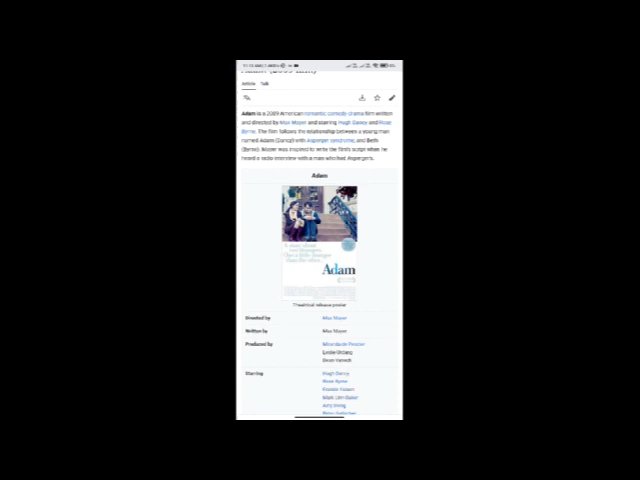 Article Talk
Adam is a 2009 American romantic comedy drama film written
and directed by Max Mayer and starring Hugh Dancy and Rose
Byrne. The film follows the relationship between a young man
named Adam (Dancy) with Asperger syndrome, and Beth
(Byrne). Mayer was inspired to write the film's script when he
heard a radio interview with a man who had Asperger's.
Adam
Adam
Theatrical release poster
Directed by Max Mayer
Written by Max Mayer
Produced by
Dean Vanech
Starring Hugh Dancy
Rose Byrne
Frankie Faison
Mark Linn-Baker
Amy Irving